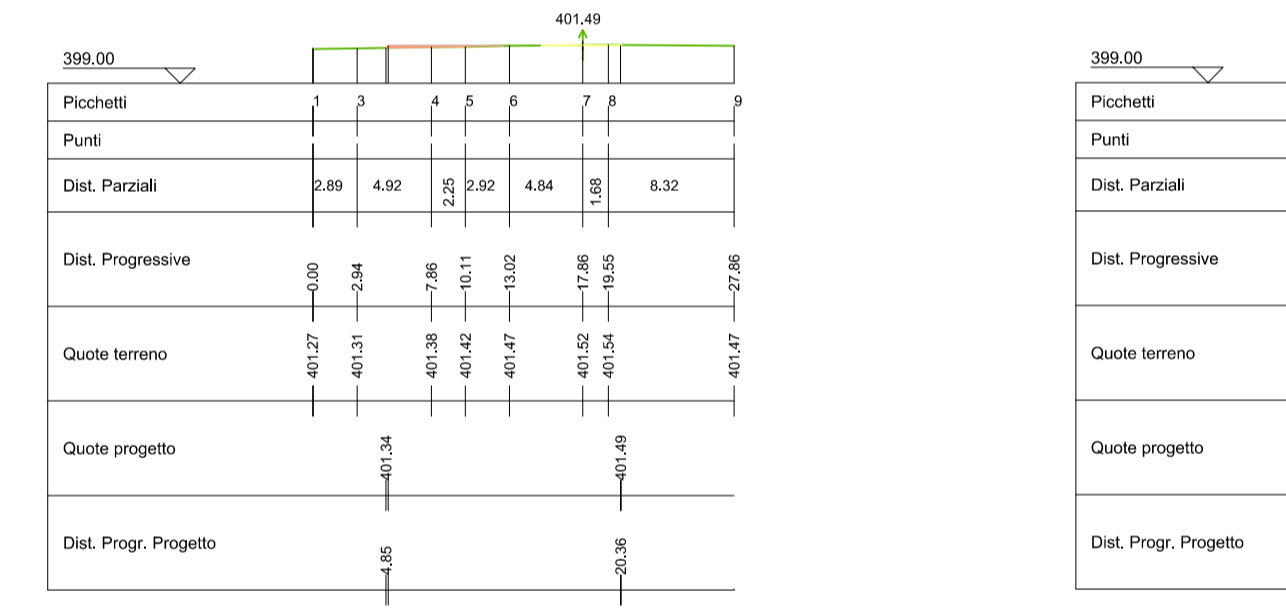 401.49
399.00
Picchetti 1 3 4 5 6 7 8 9
Punti
Dist. Parziali 2.89 4.92 2.25 2.92 4.84 1.68 8.32
Dist. Progressive 0.00 2.94 7.86 10.11 13.02 17.86 19.55 27.86
Quote terreno 401.27 401.31 401.38 401.42 401.47 401.52 401.54 401.47
Quote progetto 401.34 401.49
Dist. Progr. Progetto 4.85 20.36
399.00
Picchetti
Punti
Dist. Parziali
Dist. Progressive
Quote terreno
Quote progetto
Dist. Progr. Progetto